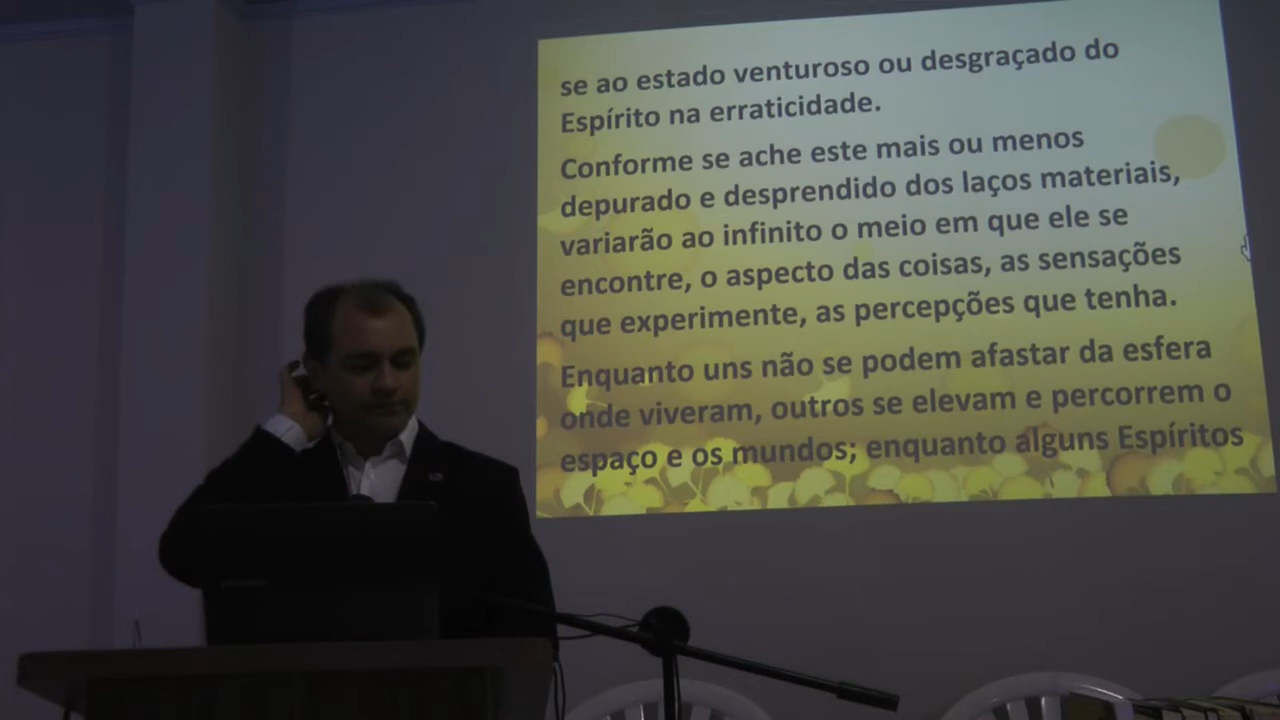 se ao estado venturoso ou desgraçado do
Espírito na erraticidade.
Conforme se ache este mais ou menos
depurado e desprendido dos laços materiais,
variarão ao infinito o meio em que ele se
encontre, o aspecto das coisas, as sensações
que experimente, as percepções que tenha.
Enquanto uns não se podem afastar da esfera
onde viveram, outros se elevam e percorrem o
espaço e os mundos; enquanto alguns Espíritos